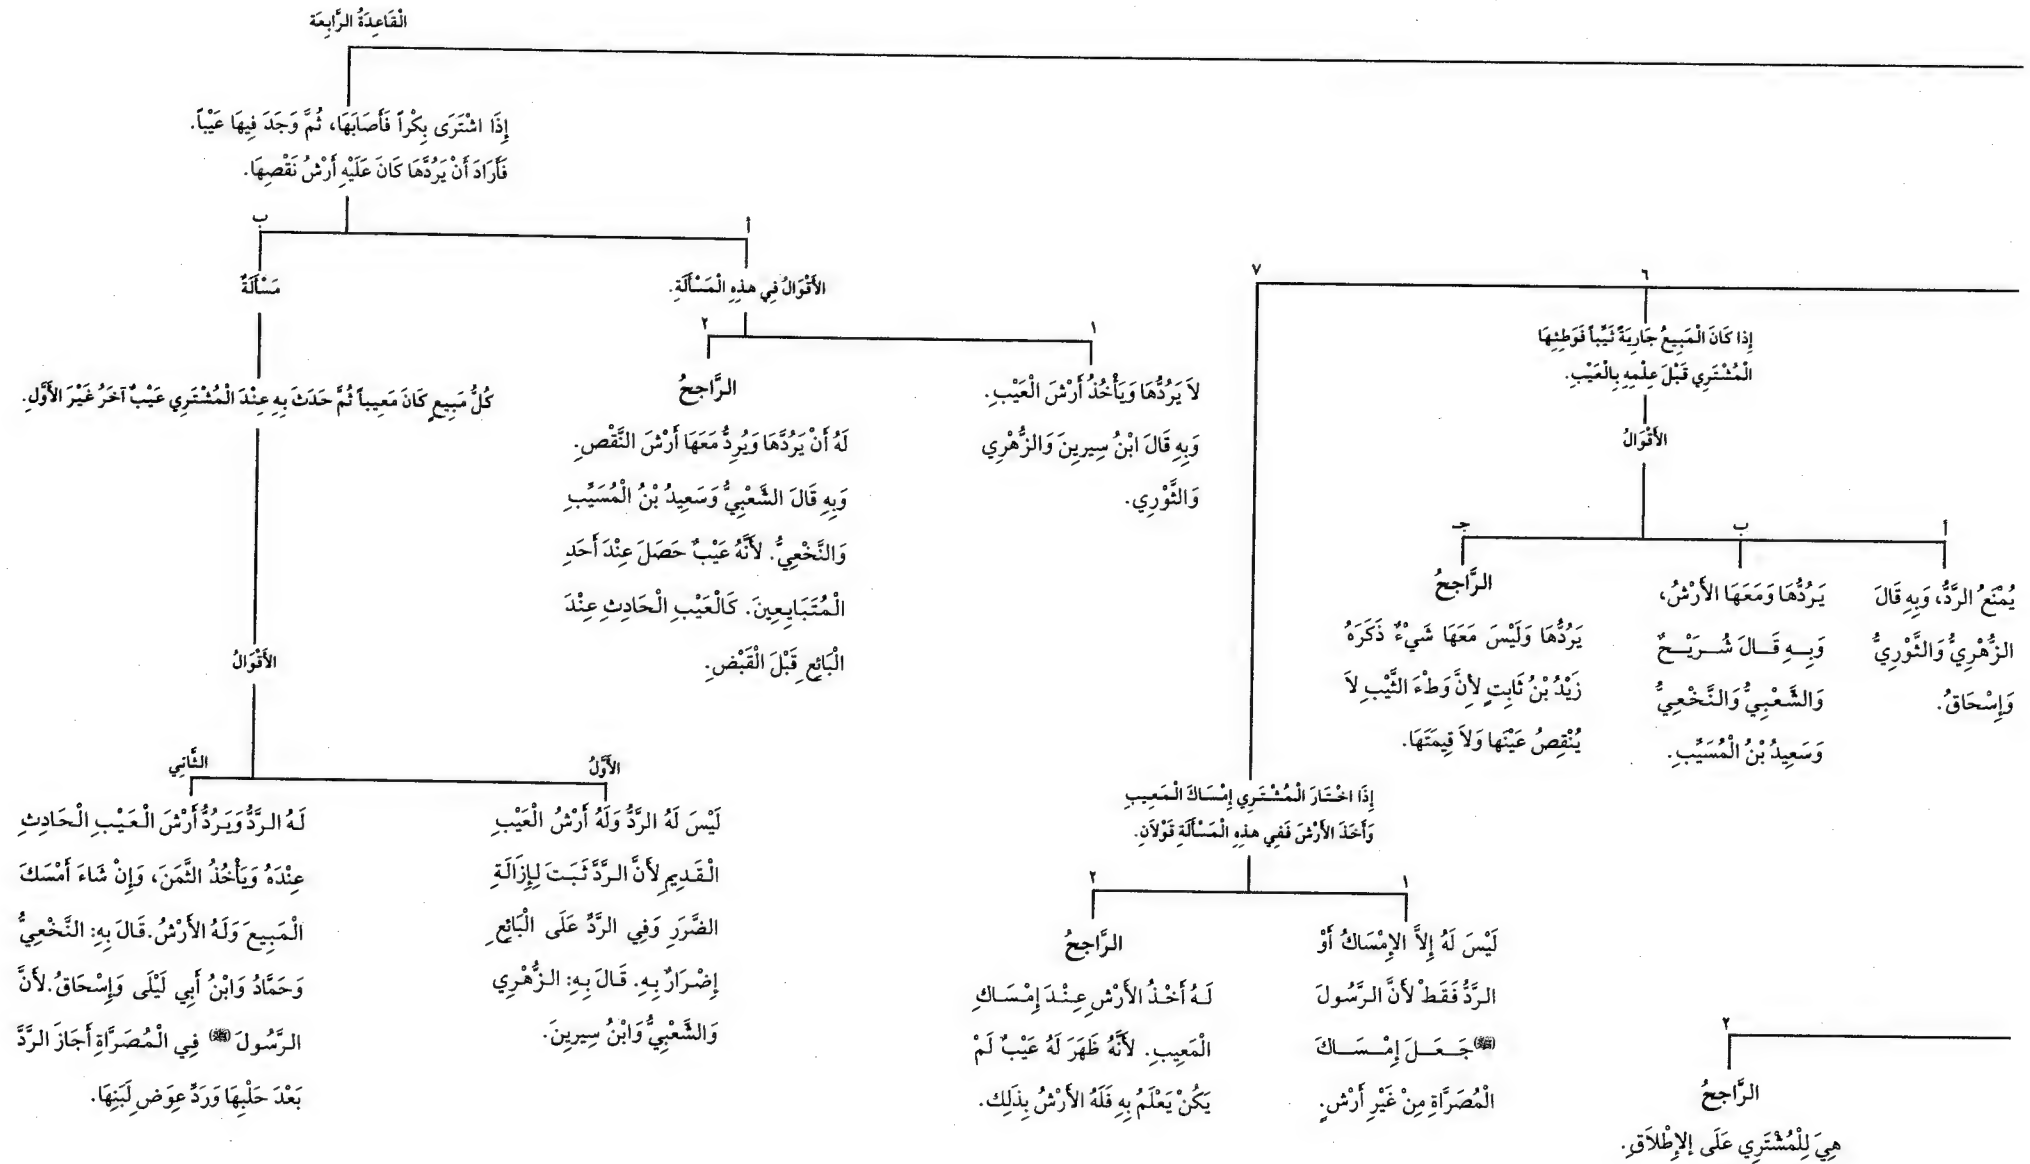 الْقَاعِدَةُ الرَّابِعَة
إِذَا اشْتَرَى بِكْراً فَأَصَابَهَا، ثُمَّ وَجَدَ فِيهَا عَيْباً.
فَأَرَادَ أَنْ يَرُدَّهَا كَانَ عَلَيْهِ أَرْشُ نَقْصِهَا.
أ
ب
الأَقْوَالُ فِي هذِهِ الْمَسْأَلَةِ.
مَسْأَلَةٌ
١
٢
لاَ يَرُدُّهَا وَيَأْخُذُ أَرْشَ الْعَيْبِ.
وَبِهِ قَالَ ابْنُ سِيرِينَ وَالزُّهْرِي
وَالثَّوْرِي.
الرَّاجحُ
لَهُ أَنْ يَرُدَّهَا وَيَرِدُّ مَعَهَا أَرْشَ النَّقْصِ.
وَبِهِ قَالَ الشَّعْبِيُّ وَسَعِيدُ بْنُ الْمُسَيِّبِ
وَالنَّخْعِيُّ. لأَنَّهُ عَيْبٌ حَصَلَ عِنْدَ أَحَدِ
الْمُتَبَايِعِينَ. كَالْعَيْبِ الْحَادِثِ عِنْدَ
الْبَائِعِ قَبْلَ الْقَبْضِ.
كُلُّ مَبِيعٍ كَانَ مَعِيباً ثُمَّ حَدَثَ بِهِ عِنْدَ الْمُشْتَرِي عَيْبٌ آخَرُ غَيْرَ الأَوَّلِ.
الأَقْوَالُ
الأَوَّلُ
الثَّانِي
لَيْسَ لَهُ الرَّدُّ وَلَهُ أَرْشُ الْعَيْبِ
الْقَدِيمِ لأَنَّ الرَّدَّ ثَبَتَ لِإِزَالَةِ
الضَّرَرِ وَفِي الرَّدِّ عَلَى الْبَائِعِ
إِضْرَارٌ بِهِ. قَالَ بِهِ: الزُّهْرِي
وَالشَّعْبِيُّ وَابْنُ سِيرِينَ.
لَهُ الرَّدُّ وَيَرُدُّ أَرْشَ الْعَيْبِ الْحَادِثِ
عِنْدَهُ وَيَأْخُذُ الثَّمَنَ، وَإِنْ شَاءَ أَمْسَكَ
الْمَبِيعَ وَلَهُ الأَرْشُ. قَالَ بِهِ: النَّخْعِيُّ
وَحَمَّادُ وَابْنُ أَبِي لَيْلَى وَإِسْحَاقُ. لأَنَّ
الرَّسُولَ (ﷺ) فِي الْمُصَرَّاةِ أَجَازَ الرَّدَّ
بَعْدَ حَلْبِهَا وَرَدِّ عِوَضِ لَبَنِهَا.
٦
٧
إِذا كَانَ الْمَبِيعُ جَارِيَةً ثَيِّباً فَوَطِئِهَا
الْمُشْتَرِي قَبْلَ عِلْمِهِ بِالْعَيْبِ.
الأَقْوَالُ
أ
ب
جـ
يُمْنَعُ الرَّدُّ، وَبِهِ قَالَ
الزُّهْرِيُّ وَالثَّوْرِيُّ
وَإِسْحَاقُ.
يَرُدُّهَا وَمَعَهَا الأَرْشُ،
وَبِهِ قَالَ شُرَيْحٌ
وَالشَّعْبِيُّ وَالنَّخْعِيُّ
وَسَعِيدُ بْنُ الْمُسَيِّبِ.
الرَّاجحُ
يَرُدُّهَا وَلَيْسَ مَعَهَا شَيْءٌ ذَكَرَهُ
زَيْدُ بْنُ ثَابِتٍ لأَنَّ وَطْءَ الثَّيْبِ لاَ
يُنْقِصُ عَيْنَها وَلاَ قِيمَتَهَا.
إِذَا اخْتَارَ الْمُشْتَرِي إِمْسَاكَ الْمَعِيبِ
وَأَخَذَ الأَرْشَ فَفِي هذِهِ الْمَسْأَلَةِ قَوْلاَنِ.
١
٢
لَيْسَ لَهُ إِلاَّ الإِمْسَاكُ أَوْ
الرَّدُّ فَقَطْ لأَنَّ الرَّسُولَ
(ﷺ) جَعَلَ إِمْسَاكَ
الْمُصَرَّاةِ مِنْ غَيْرِ أَرْشٍ.
الرَّاجحُ
لَهُ أَخْذُ الأَرْشِ عِنْدَ إِمْسَاكِ
الْمَعِيبِ. لأَنَّهُ ظَهَرَ لَهُ عَيْبٌ لَمْ
يَكُنْ يَعْلَمُ بِهِ فَلَهُ الأَرْشُ بِذَلِك.
٢
الرَّاجحُ
هِيَ لِلْمُشْتَرِي عَلَى الإِطْلاَقِ.